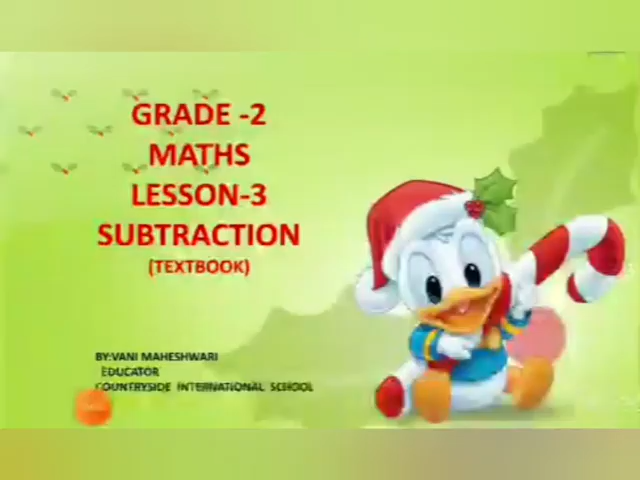 GRADE -2
MATHS
LESSON-3
SUBTRACTION
(TEXTBOOK)
BY:VANI MAHESHWARI
EDUCATOR
COUNTRYSIDE INTERNATIONAL SCHOOL